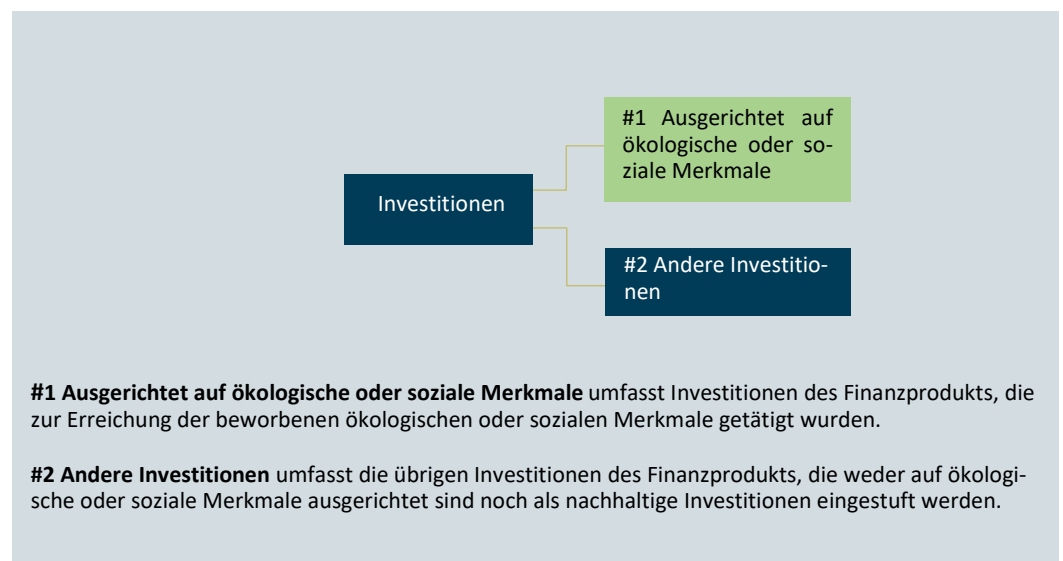 #1 Ausgerichtet auf
ökologische oder so-
ziale Merkmale
Investitionen
#2 Andere Investitio-
nen
#1 Ausgerichtet auf ökologische oder soziale Merkmale umfasst Investitionen des Finanzprodukts, die
zur Erreichung der beworbenen ökologischen oder sozialen Merkmale getätigt wurden.
#2 Andere Investitionen umfasst die übrigen Investitionen des Finanzprodukts, die weder auf ökologi-
sche oder soziale Merkmale ausgerichtet sind noch als nachhaltige Investitionen eingestuft werden.